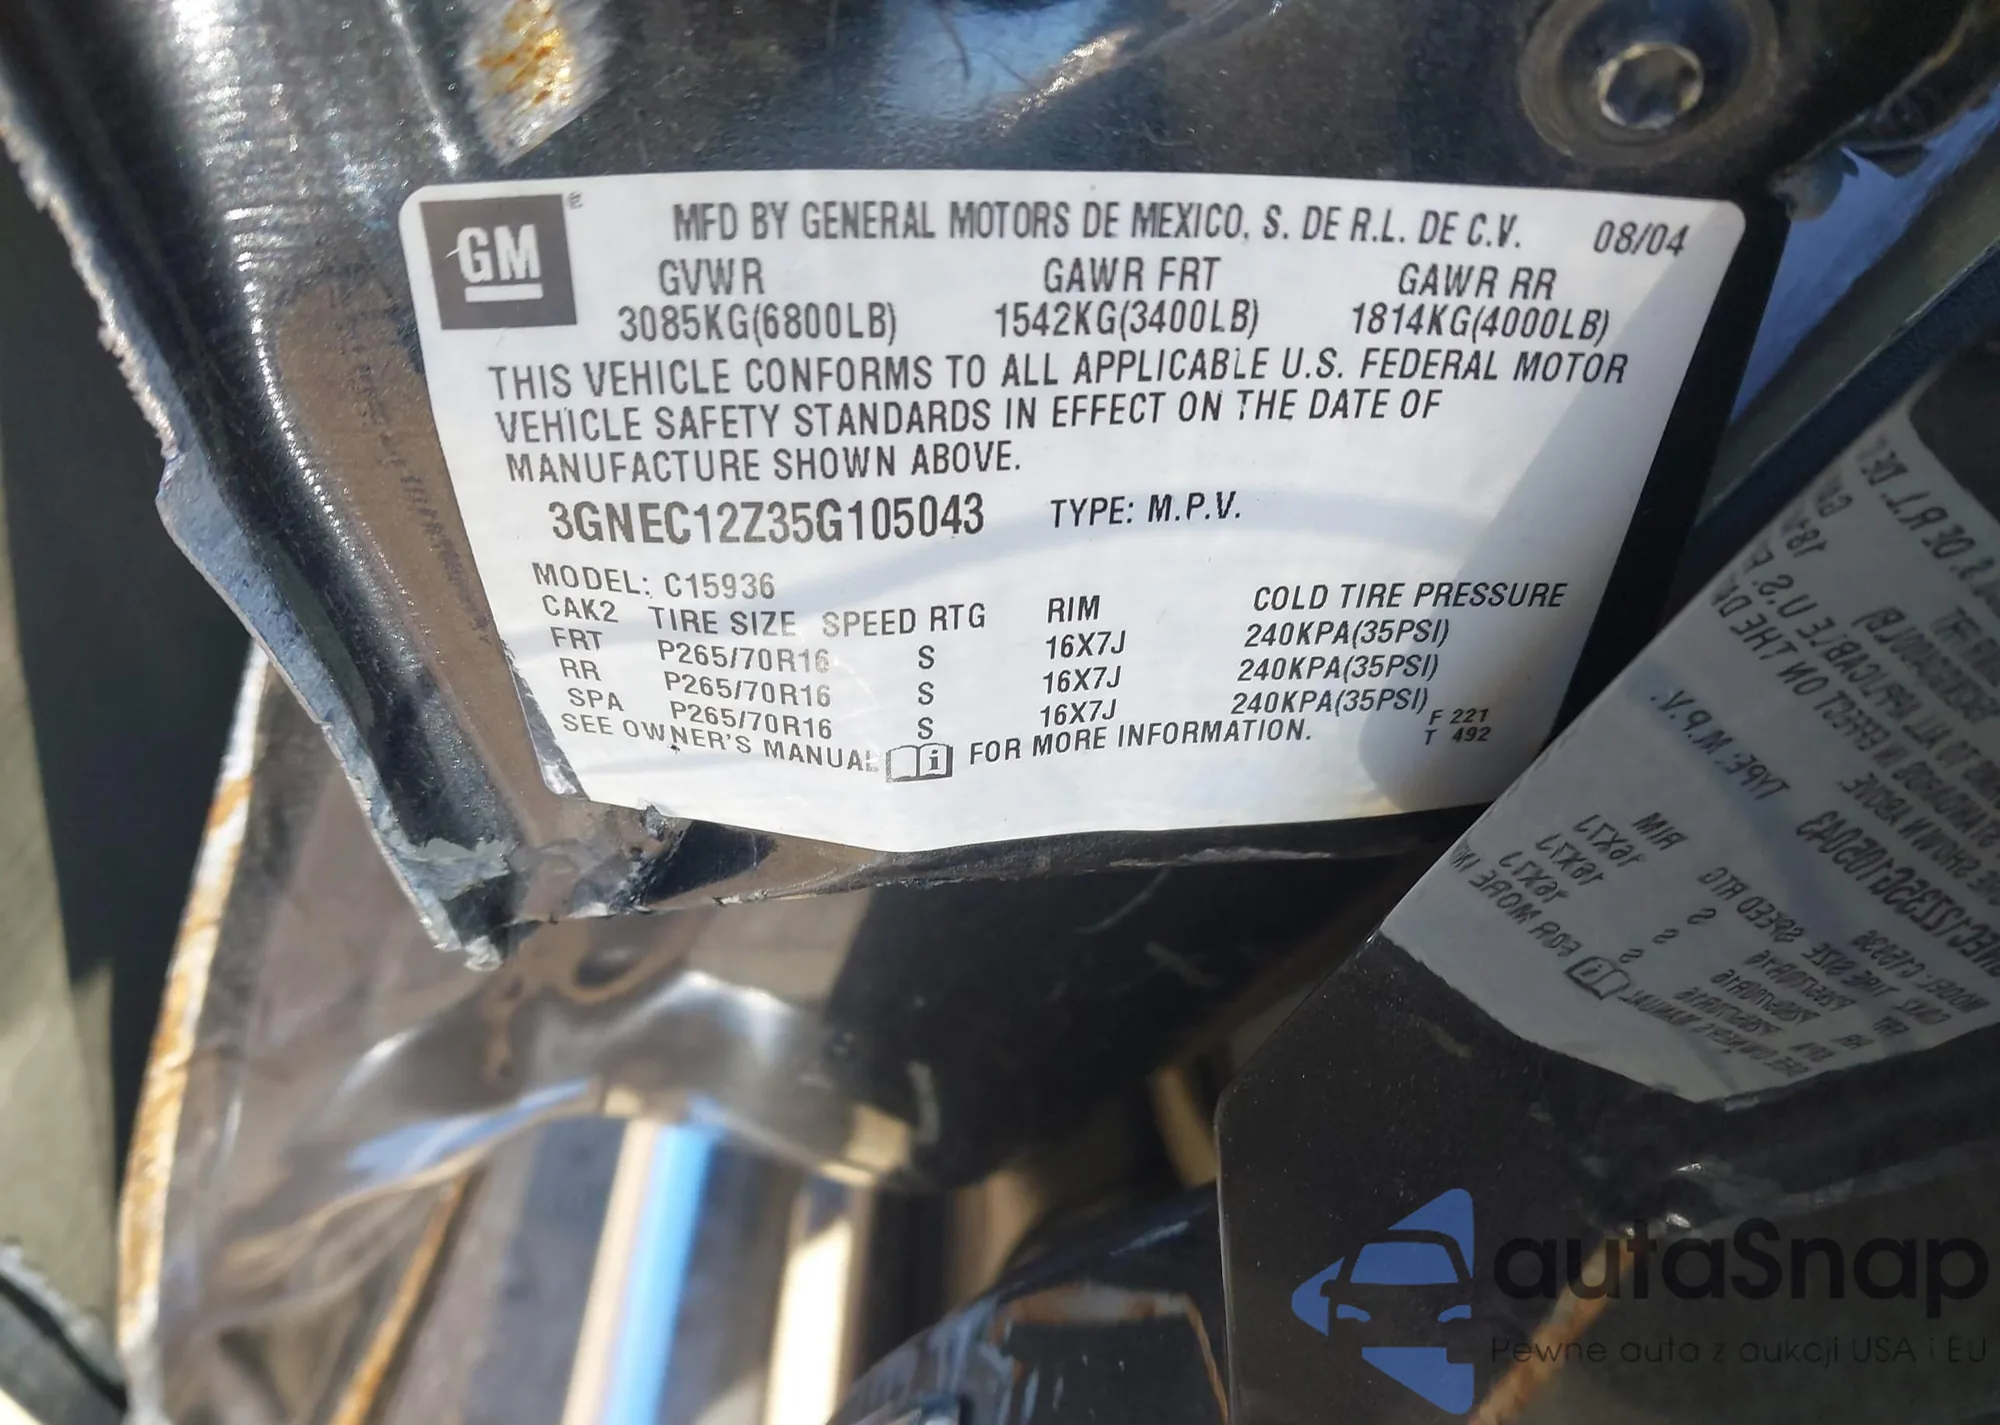 GM ®
MFD BY GENERAL MOTORS DE MEXICO, S. DE R.L. DE C.V. 08/04
GVWR GAWR FRT GAWR RR
3085KG(6800LB) 1542KG(3400LB) 1814KG(4000LB)
THIS VEHICLE CONFORMS TO ALL APPLICABLE U.S. FEDERAL MOTOR
VEHICLE SAFETY STANDARDS IN EFFECT ON THE DATE OF
MANUFACTURE SHOWN ABOVE.
3GNEC12Z35G105043 TYPE: M.P.V.
MODEL: C15936
CAK2 TIRE SIZE SPEED RTG RIM COLD TIRE PRESSURE
FRT P265/70R16 S 16X7J 240KPA(35PSI)
RR P265/70R16 S 16X7J 240KPA(35PSI)
SPA P265/70R16 S 16X7J 240KPA(35PSI)
SEE OWNER'S MANUAL i FOR MORE INFORMATION.
F 221
T 492
autaSnap
Pewne auta z aukcji USA i EU